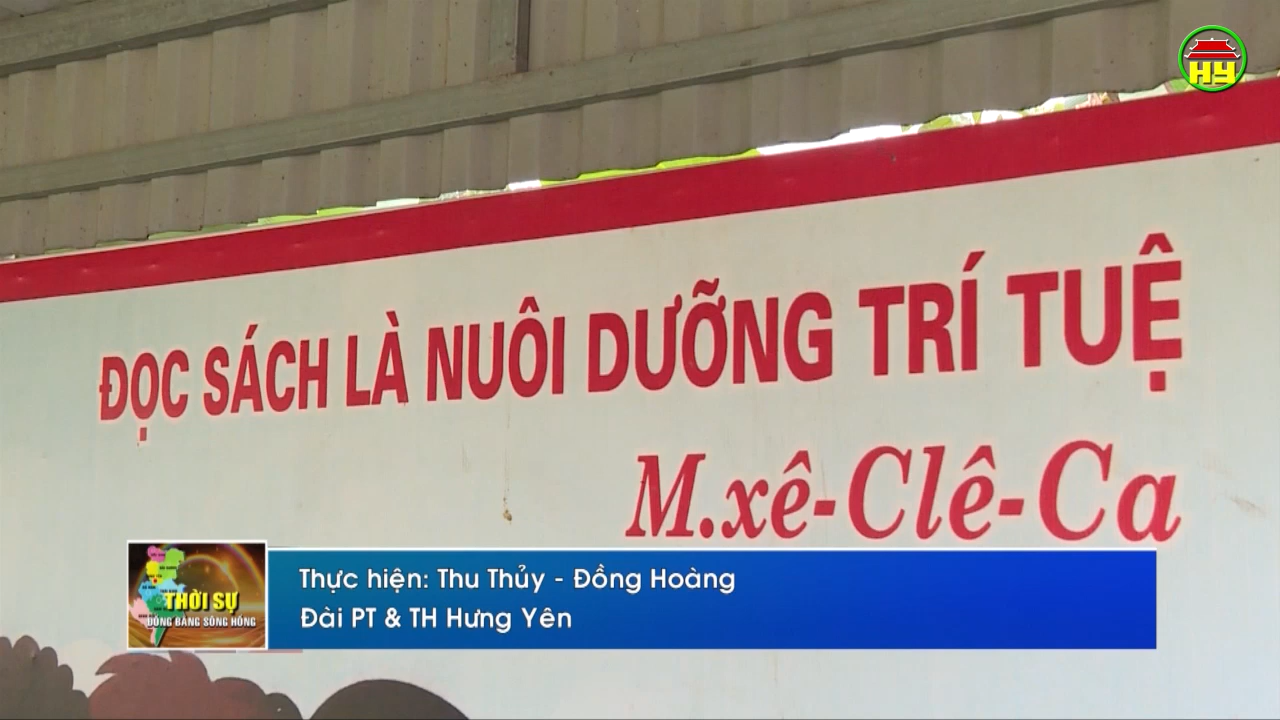 HY
ĐỌC SÁCH LÀ NUÔI DƯỠNG TRÍ TUỆ
M.xê-Clê-Ca
Thực hiện: Thu Thủy - Đồng Hoàng
Đài PT & TH Hưng Yên
THỜI SỰ
ĐỒNG BẰNG SÔNG HỒNG